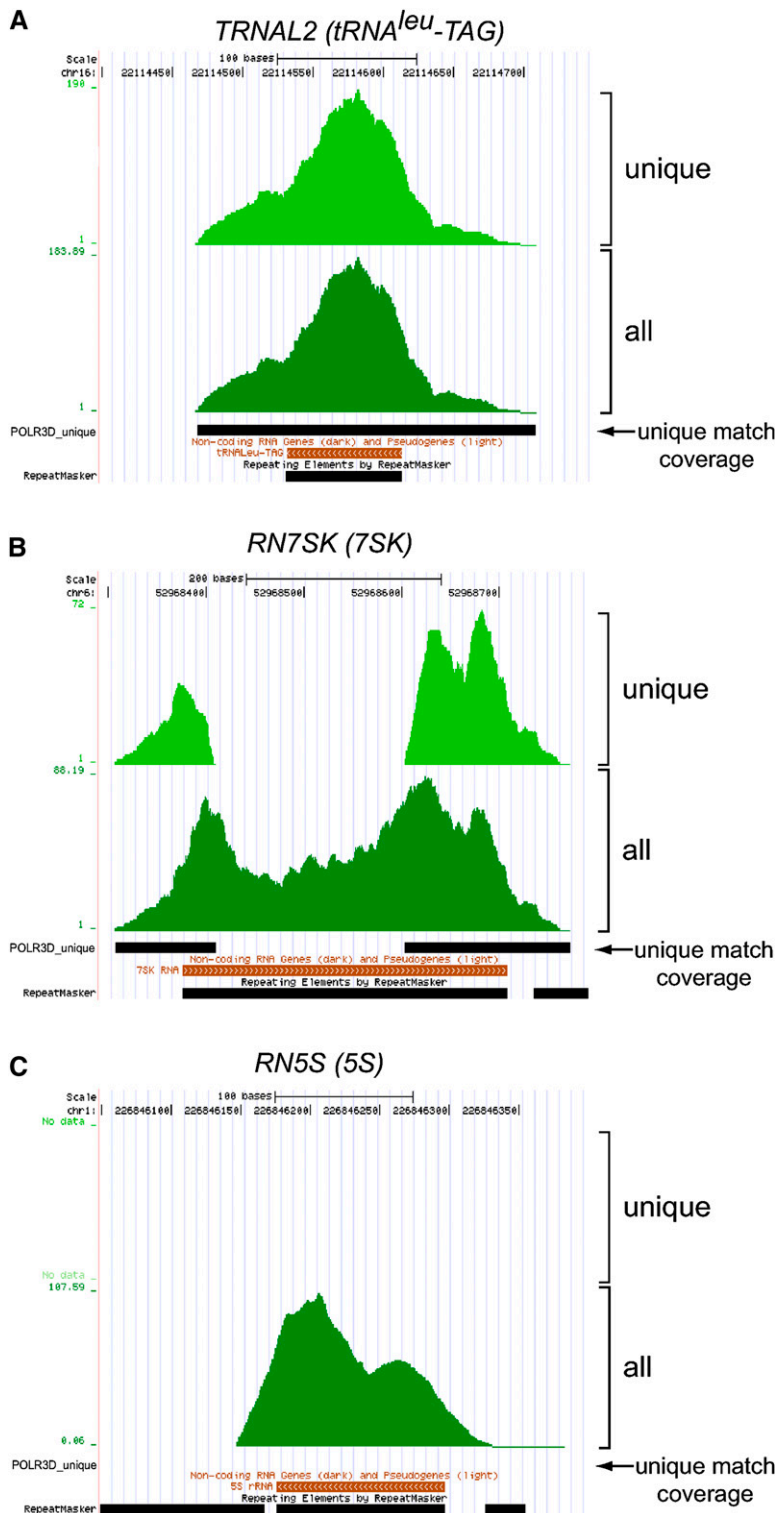 A
TRNAL2 (tRNAleu-TAG)
Scale 100 bases
chr16: 22114450 22114500 22114550 22114600 22114650 22114700
190 _
unique
1 _
183.89 _
all
1 _
POLR3D_unique
unique match coverage
Non-coding RNA Genes (dark) and Pseudogenes (light)
tRNALeu-TAG
Repeating Elements by RepeatMasker
RepeatMasker
B
RN7SK (7SK)
Scale 200 bases
chr6: 52968400 52968500 52968600 52968700
72 _
unique
1 _
88.19 _
all
1 _
POLR3D_unique
unique match coverage
Non-coding RNA Genes (dark) and Pseudogenes (light)
7SK RNA
Repeating Elements by RepeatMasker
RepeatMasker
C
RN5S (5S)
Scale 100 bases
chr1: 226846100 226846150 226846200 226846250 226846300 226846350
No data _
unique
No data _
107.59 _
all
0.06 _
POLR3D_unique
unique match coverage
Non-coding RNA Genes (dark) and Pseudogenes (light)
5S rRNA
Repeating Elements by RepeatMasker
RepeatMasker